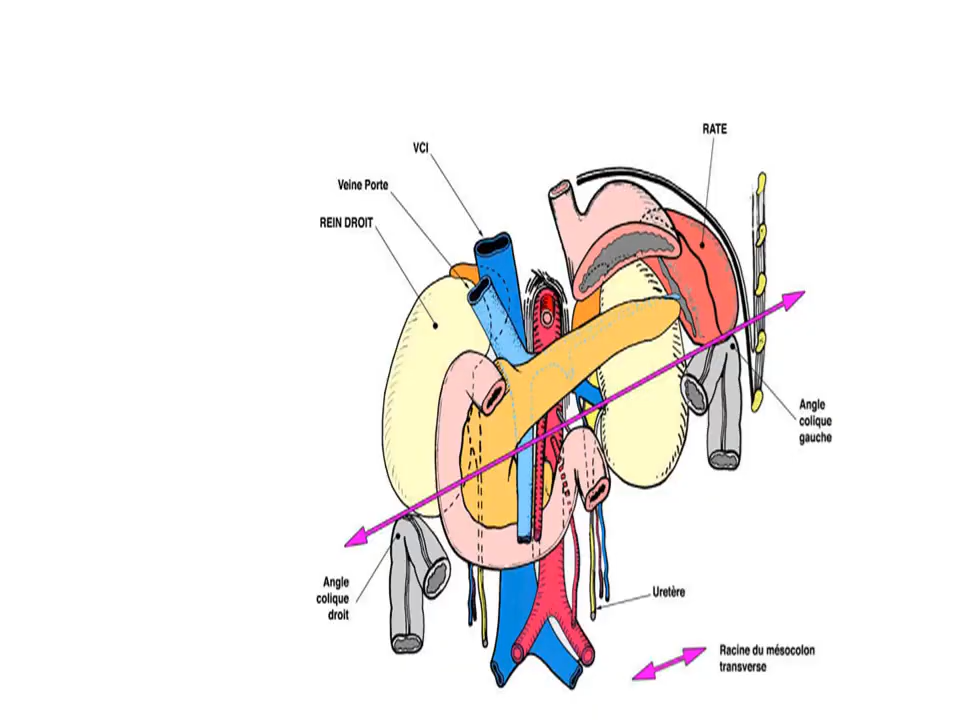 RATE
VCI
Veine Porte
REIN DROIT
Angle
colique
gauche
Angle
colique
droit
Uretère
Racine du mésocolon
transverse